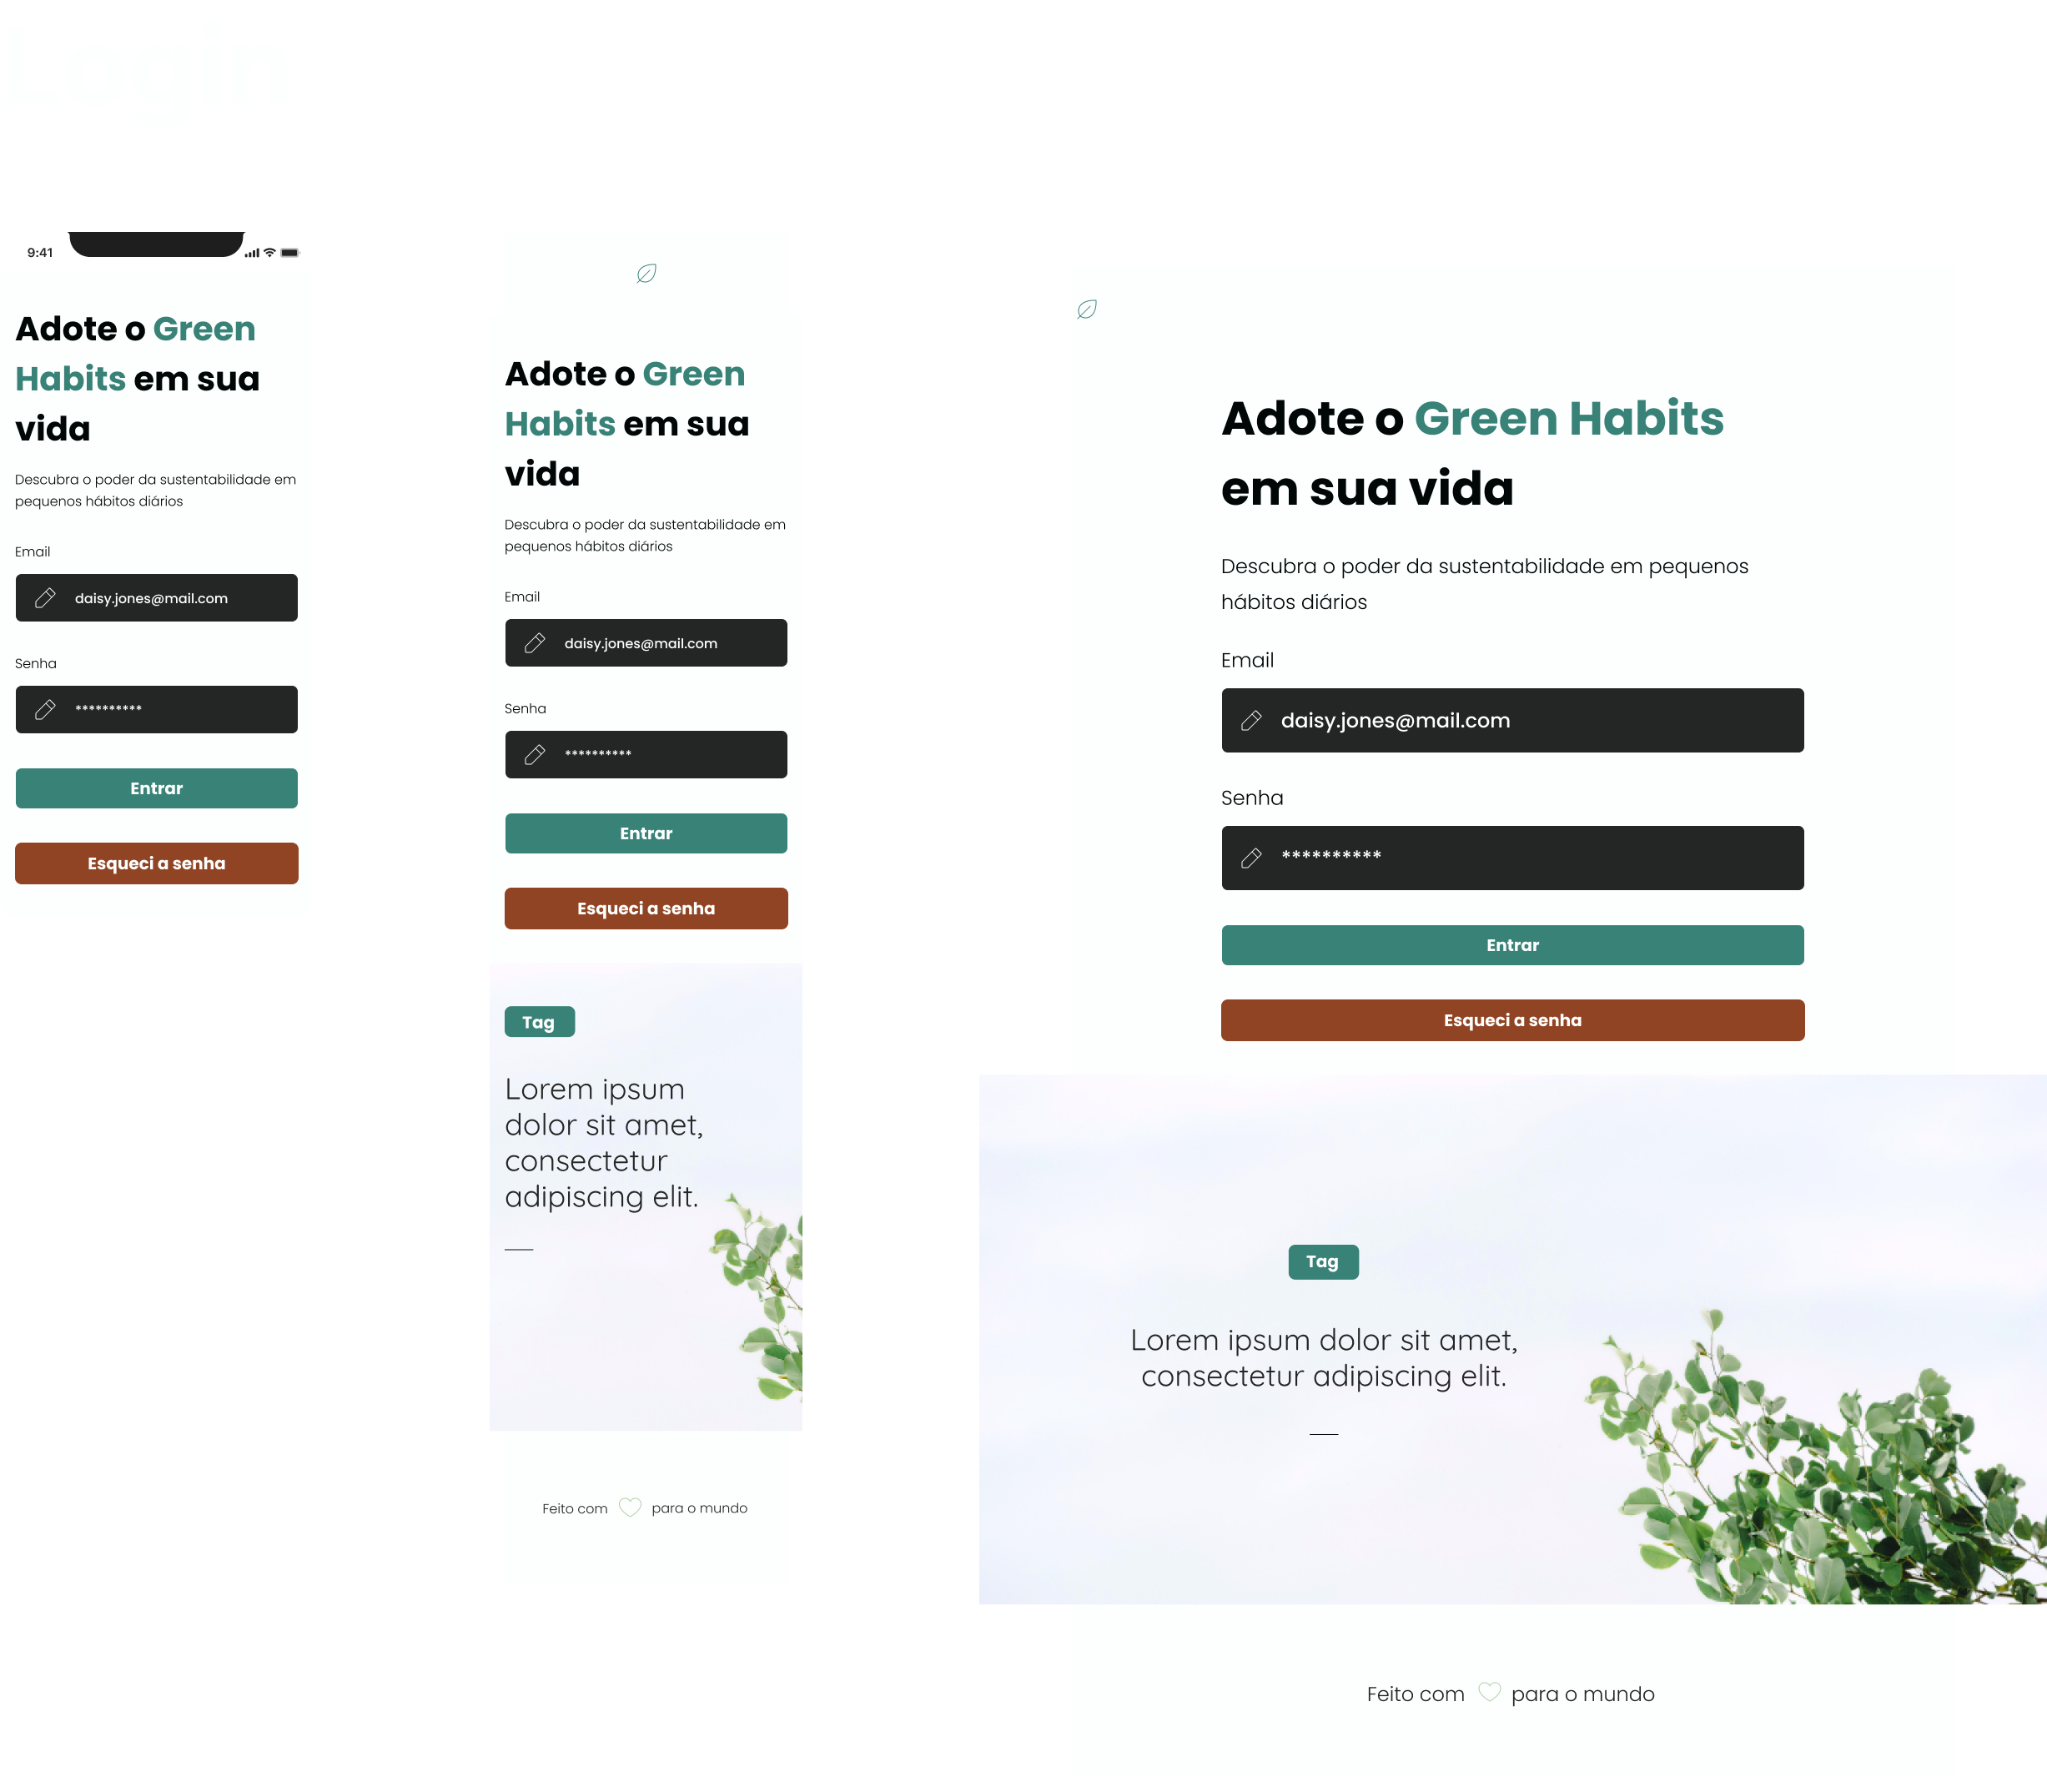 9:41
Adote o Green
Habits em sua
vida
Descubra o poder da sustentabilidade em
pequenos hábitos diários
Email
daisy.jones@mail.com
Senha
**********
Entrar
Esqueci a senha
Adote o Green
Habits em sua
vida
Descubra o poder da sustentabilidade em
pequenos hábitos diários
Email
daisy.jones@mail.com
Senha
**********
Entrar
Esqueci a senha
Tag
Lorem ipsum
dolor sit amet,
consectetur
adipiscing elit.
Feito com para o mundo
Adote o Green Habits
em sua vida
Descubra o poder da sustentabilidade em pequenos
hábitos diários
Email
daisy.jones@mail.com
Senha
**********
Entrar
Esqueci a senha
Tag
Lorem ipsum dolor sit amet,
consectetur adipiscing elit.
Feito com para o mundo